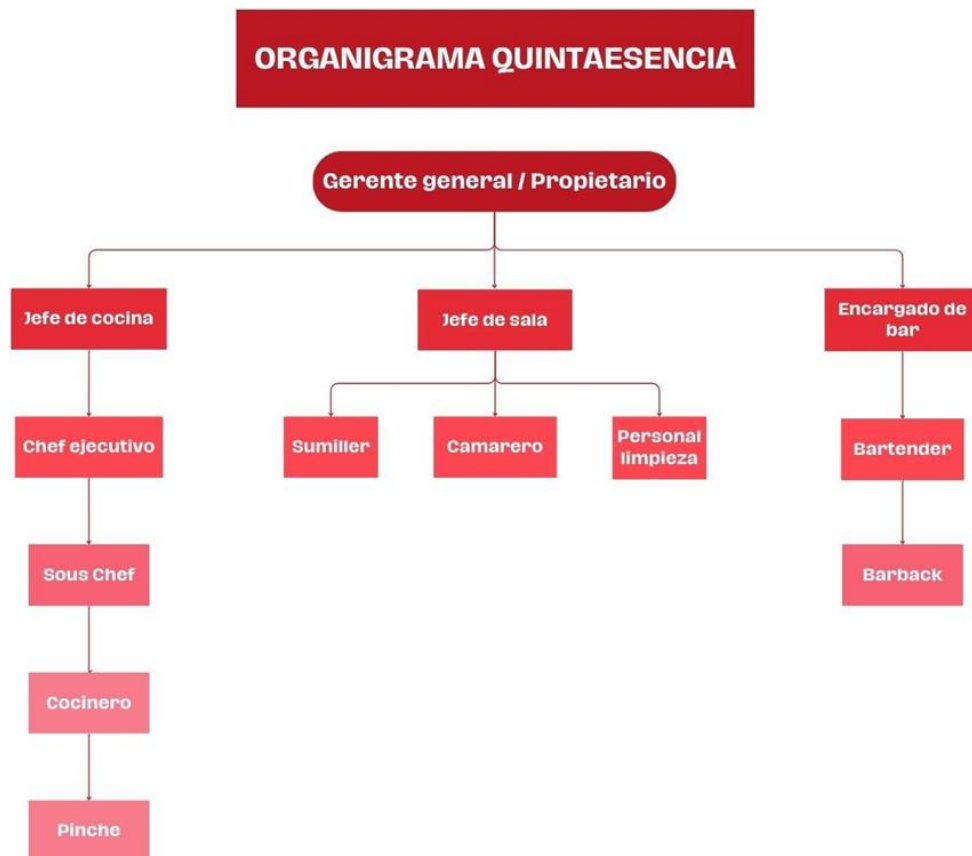 ORGANIGRAMA QUINTAESENCIA
Gerente general / Propietario
Jefe de cocina
Jefe de sala
Encargado de
bar
Chef ejecutivo
Sumiller
Camarero
Personal
limpieza
Bartender
Sous Chef
Barback
Cocinero
Pinche